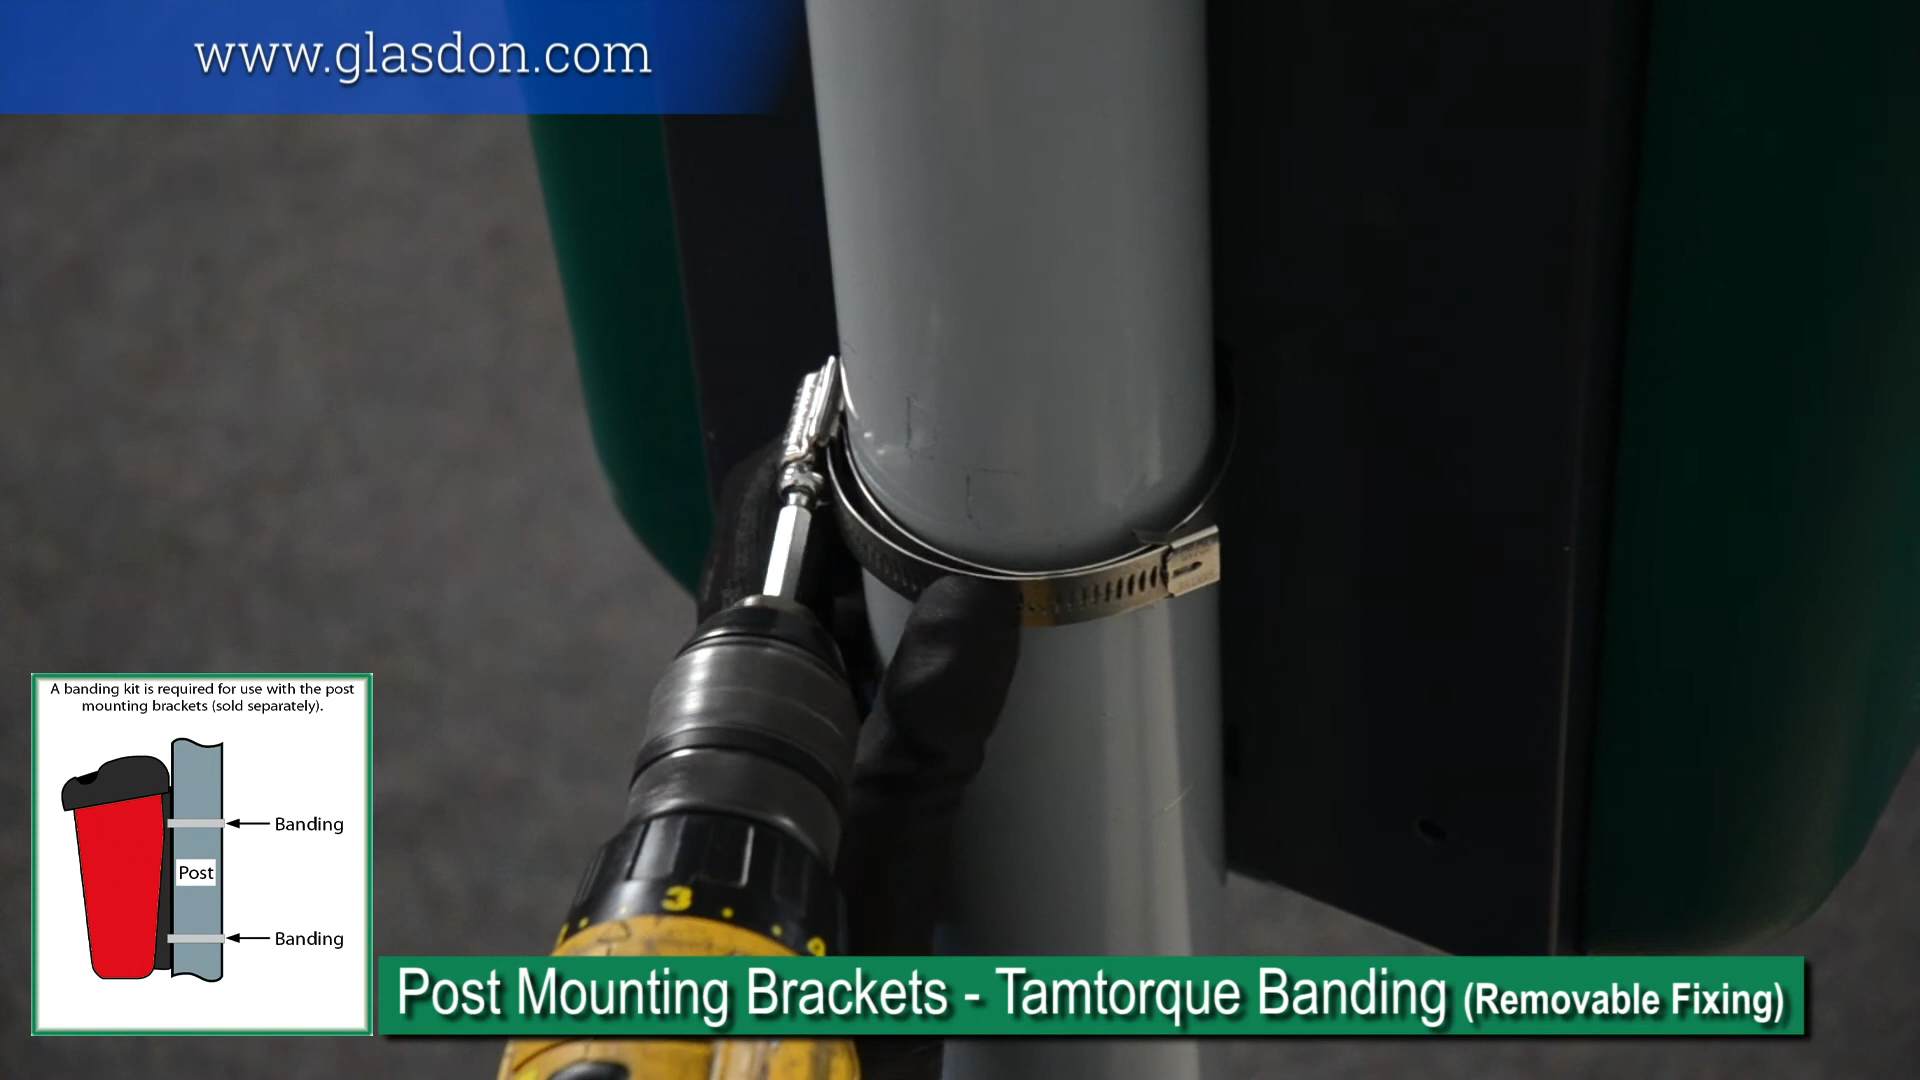 www.glasdon.com
A banding kit is required for use with the post
mounting brackets (sold separately).
Banding
Post
Banding
3
Post Mounting Brackets - Tamtorque Banding (Removable Fixing)